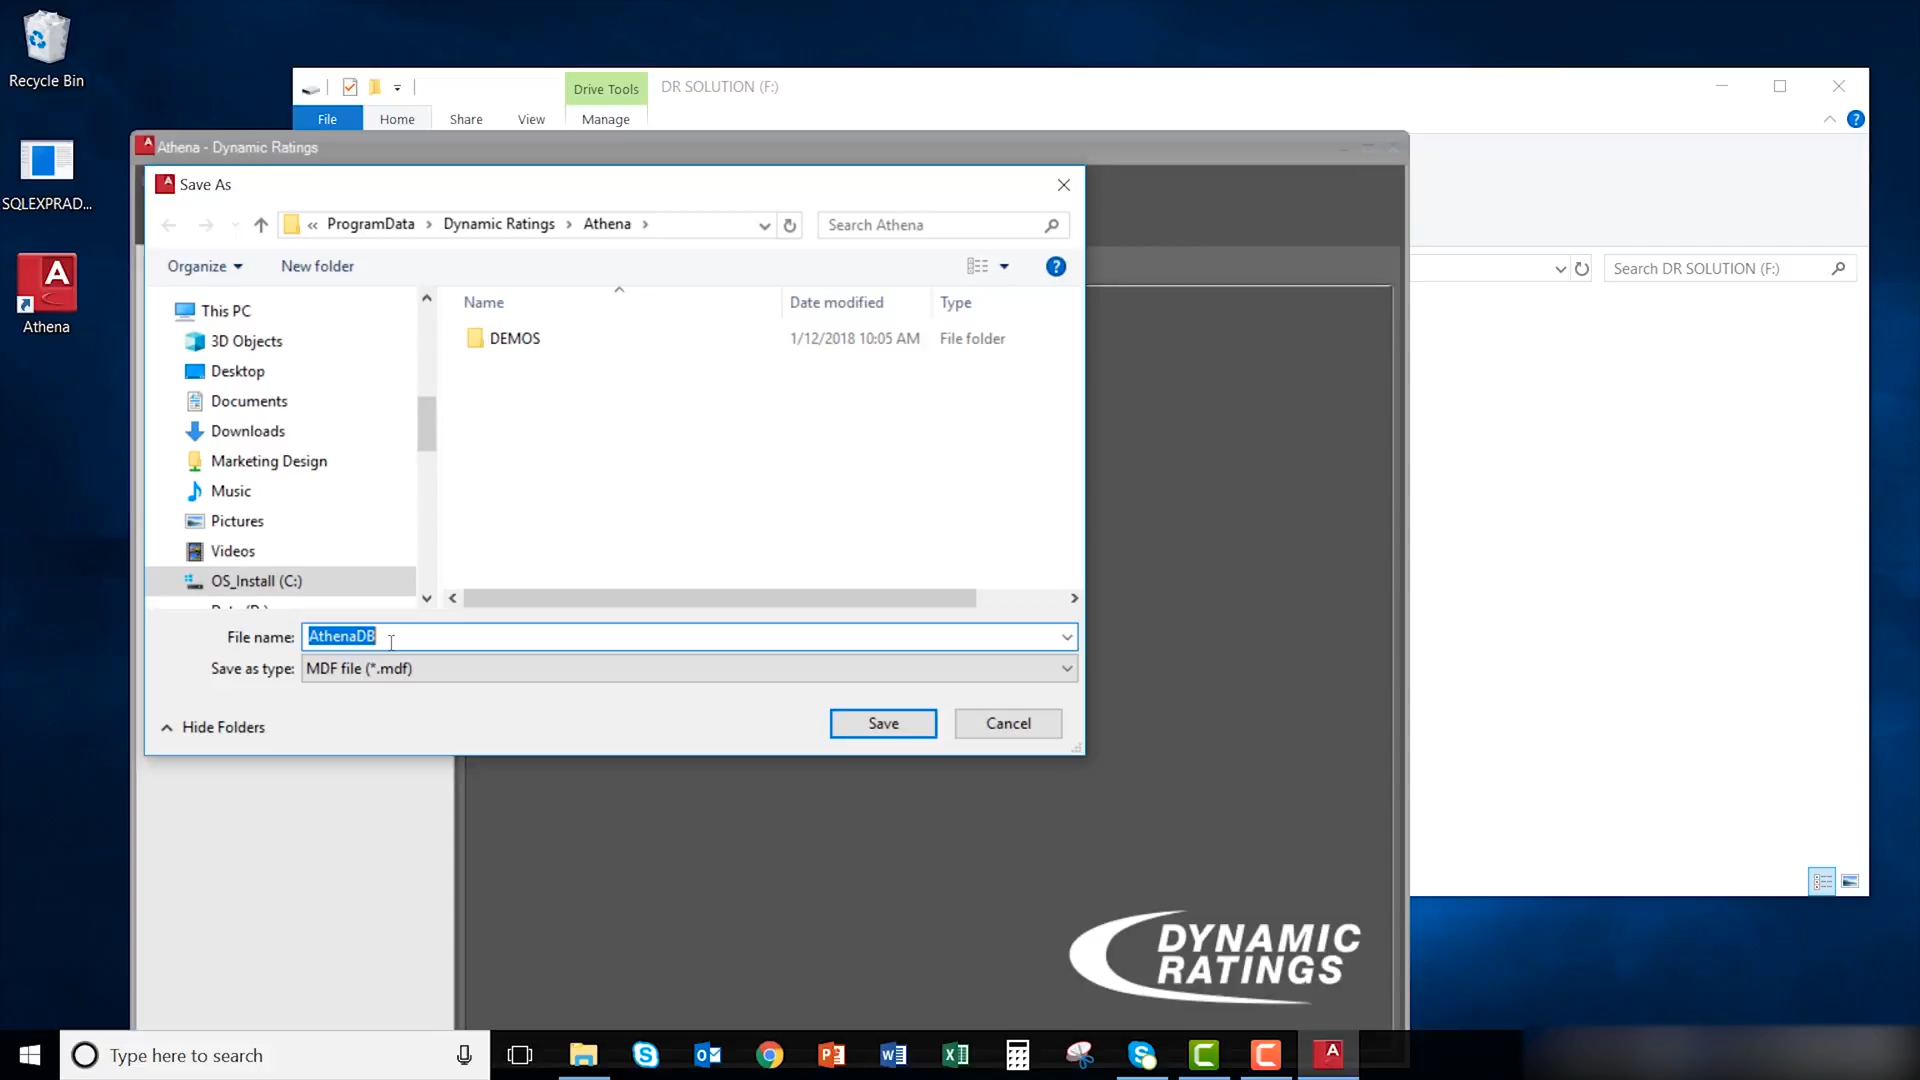 Recycle Bin
SQLEXPRAD...
Athena
Drive Tools
DR SOLUTION (F:)
File
Home
Share
View
Manage
Athena - Dynamic Ratings
Save As
« ProgramData › Dynamic Ratings › Athena ›
Search Athena
Search DR SOLUTION (F:)
Organize
New folder
Name
Date modified
Type
DEMOS
1/12/2018 10:05 AM
File folder
This PC
3D Objects
Desktop
Documents
Downloads
Marketing Design
Music
Pictures
Videos
OS_Install (C:)
File name:
AthenaDB
Save as type:
MDF file (*.mdf)
Hide Folders
Save
Cancel
DYNAMIC
RATINGS
Type here to search